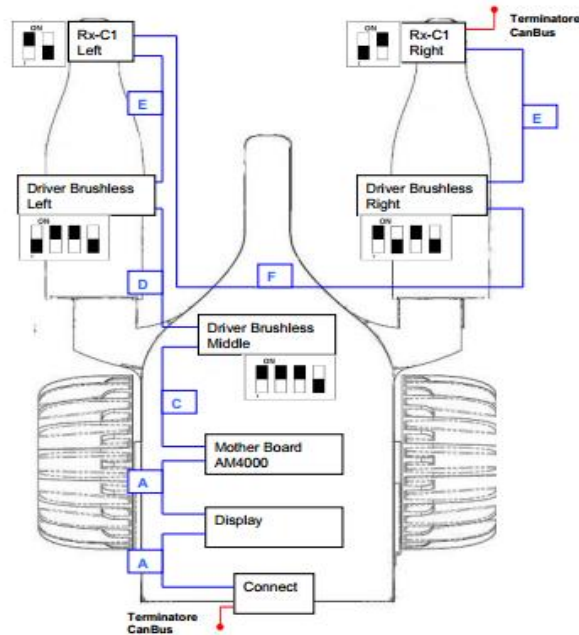 ON
Rx-C1
Left
ON
Rx-C1
Right
Terminatore
CanBus
E
E
Driver Brushless
Left
ON
Driver Brushless
Right
ON
D
F
Driver Brushless
Middle
ON
C
Mother Board
AM4000
A
Display
A
Connect
Terminatore
CanBus